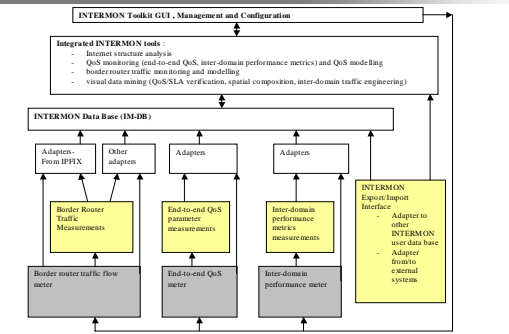 INTERMON Toolkit GUI , Management and Configuration
Integrated INTERMON tools :
- Internet structure analysis
- QoS monitoring (end-to-end QoS, inter-domain performance metrics) and QoS modelling
- border router traffic monitoring and modelling
- visual data mining (QoS/SLA verification, spatial composition, inter-domain traffic engineering)
INTERMON Data Base (IM-DB)
Adapters-
From IPFIX
Other
adapters
Adapters
Adapters
INTERMON
Export/Import
Interface
- Adapter to
other
INTERMON
user data base
- Adapter
from/to
external
systems
Border Router
Traffic
Measurements
End-to-end QoS
parameter
measurements
Inter-domain
performance
metrics
measurements
Border router traffic flow
meter
End-to-end QoS
meter
Inter-domain
performance meter